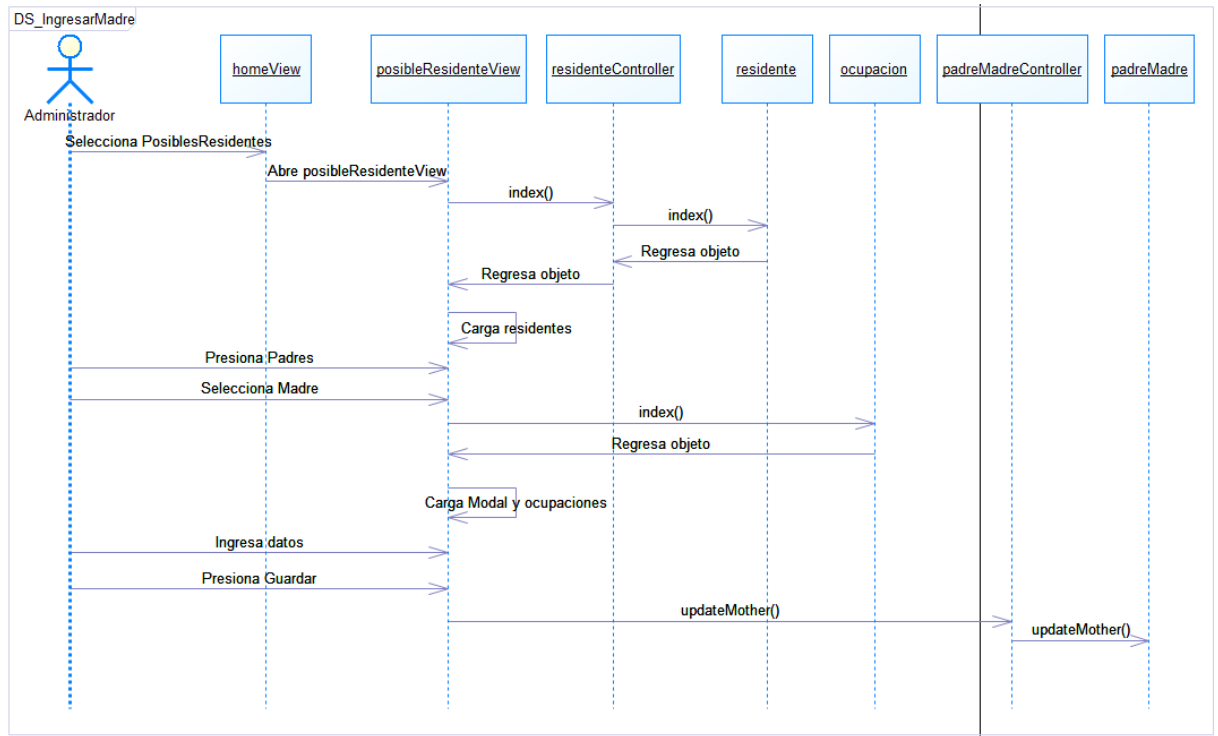 DS_IngresarMadre
Administrador
homeView
posibleResidenteView
residenteController
residente
ocupacion
padreMadreController
padreMadre
Selecciona PosiblesResidentes
Abre posibleResidenteView
index()
index()
Regresa objeto
Regresa objeto
Carga residentes
Presiona Padres
Selecciona Madre
index()
Regresa objeto
Carga Modal y ocupaciones
Ingresa datos
Presiona Guardar
updateMother()
updateMother()